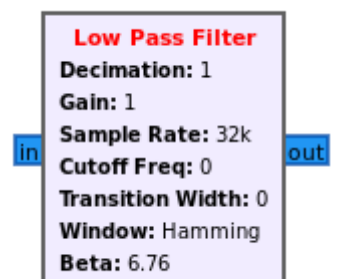 Low Pass Filter
Decimation: 1
Gain: 1
Sample Rate: 32k
in
out
Cutoff Freq: 0
Transition Width: 0
Window: Hamming
Beta: 6.76